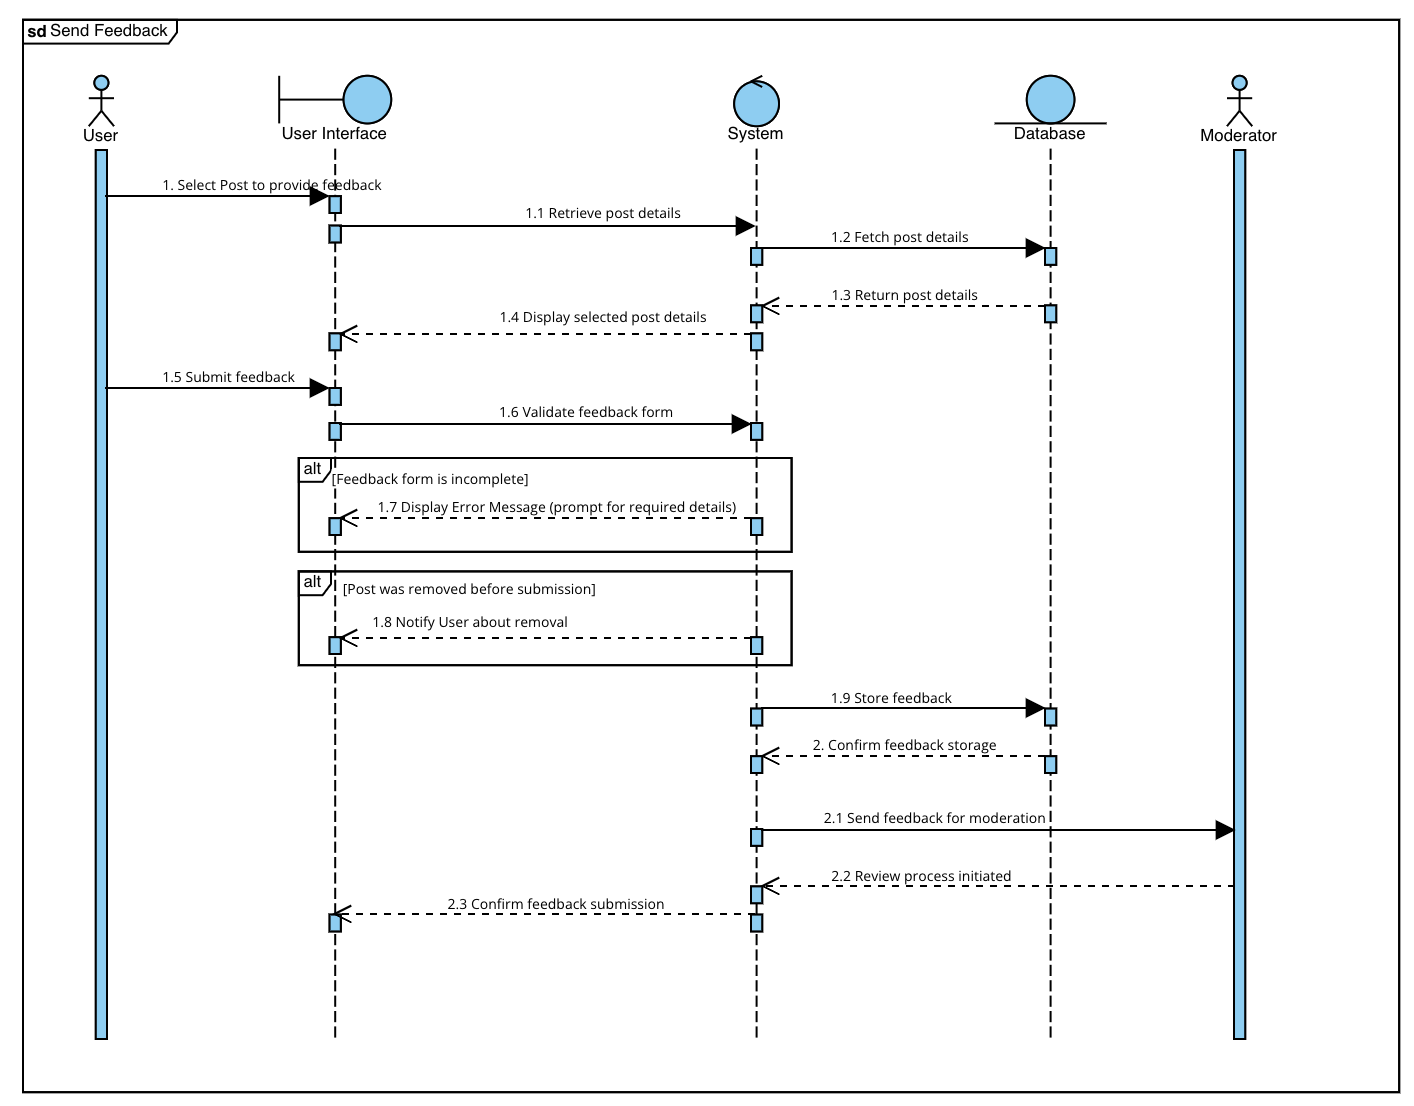 sd Send Feedback
User
User Interface
System
Database
Moderator
1. Select Post to provide feedback
1.1 Retrieve post details
1.2 Fetch post details
1.3 Return post details
1.4 Display selected post details
1.5 Submit feedback
1.6 Validate feedback form
alt
[Feedback form is incomplete]
1.7 Display Error Message (prompt for required details)
alt
[Post was removed before submission]
1.8 Notify User about removal
1.9 Store feedback
2. Confirm feedback storage
2.1 Send feedback for moderation
2.2 Review process initiated
2.3 Confirm feedback submission